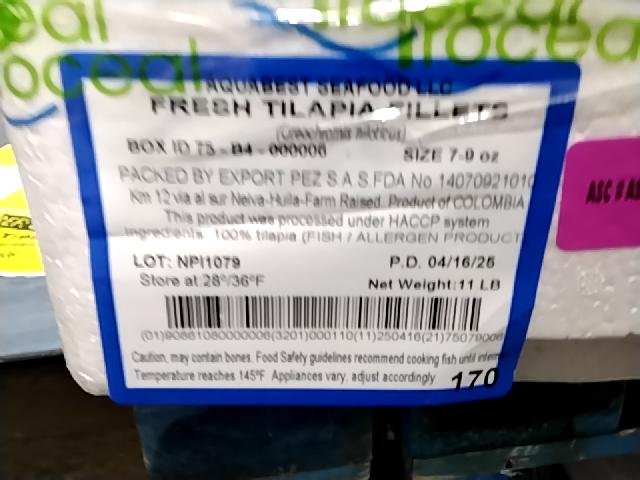 AQUABEST SEAFOOD LLC
FRESH TILAPIA FILLETS
(Oreochromis niloticus)
BOX ID 75 - B4 - 000006 SIZE 7-9 oz
PACKED BY EXPORT PEZ S A S FDA No 1407092101
Km 12 via al sur Neiva-Huila-Farm Raised. Product of COLOMBIA
This product was processed under HACCP system
Ingredients: 100% tilapia (FISH / ALLERGEN PRODUCT
LOT: NPI1079 P.D. 04/16/25
Store at:28°/36°F Net Weight:11 LB
(3201)000110(11)250416(21)75079006
Caution, may contain bones. Food Safety guidelines recommend cooking fish until
Temperature reaches 145°F. Appliances vary, adjust accordingly
170
ASC #